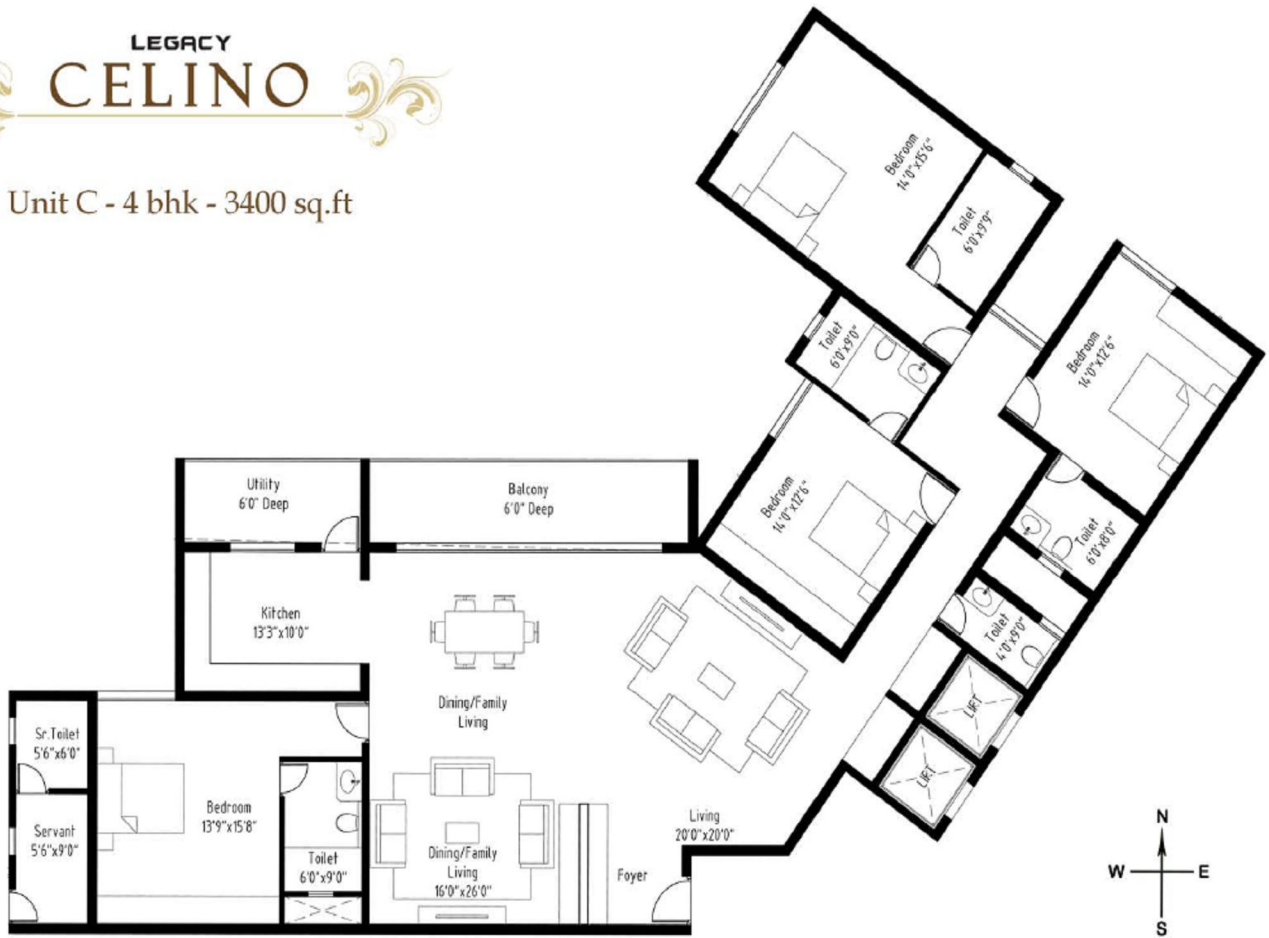 LEGACY
CELINO
Unit C - 4 bhk - 3400 sq.ft
Bedroom
14'0"x15'6"
Toilet
6'0'x9'9"
Toilet
6'0"x9'0"
Bedroom
14'0"x12'6"
Bedroom
14'0"x12'6"
Toilet
6'0'x8'0"
Toilet
4'0"x9'0"
LIFT
LIFT
Utility
6'0" Deep
Balcony
6'0" Deep
Kitchen
13'3"x10'0"
Dining/Family
Living
Sr.Toilet
5'6"x6'0"
Servant
5'6"x9'0"
Bedroom
13'9"x15'8"
Toilet
6'0"x9'0"
Dining/Family
Living
16'0"x26'0"
Foyer
Living
20'0"x20'0"
N
W
E
S